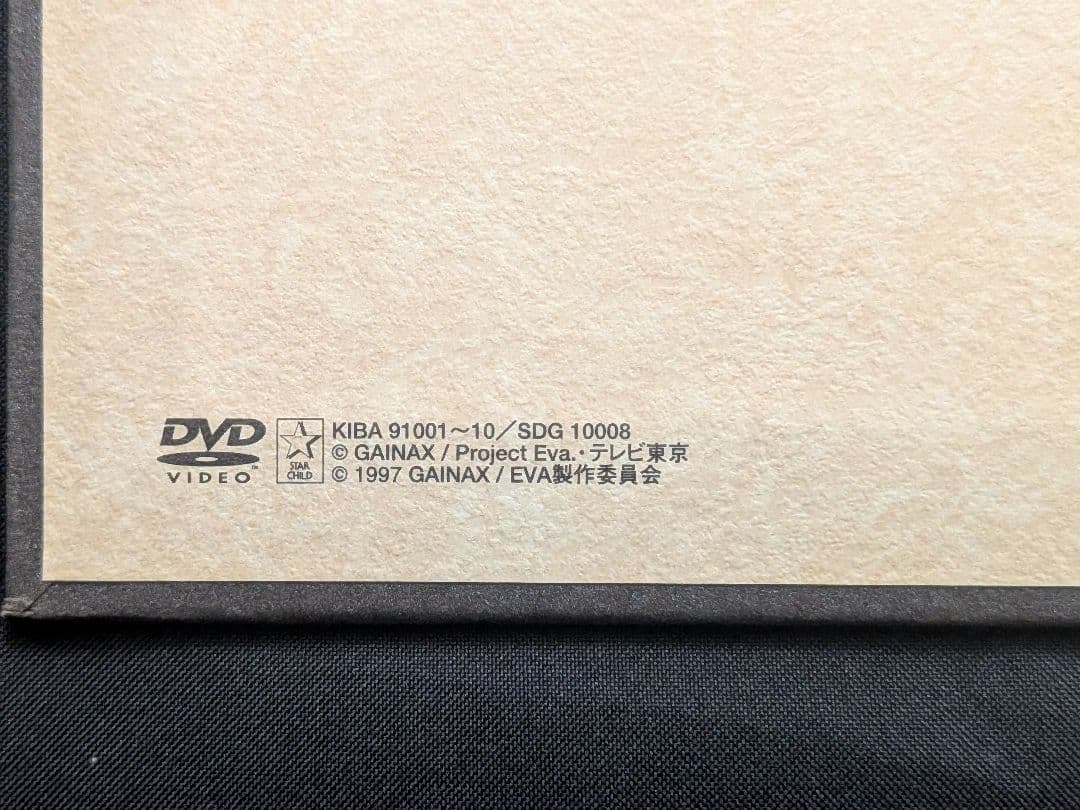 DVD
VIDEO
STAR
CHILD
KIBA 91001～10／SDG 10008
© GAINAX / Project Eva.・テレビ東京
© 1997 GAINAX / EVA製作委員会